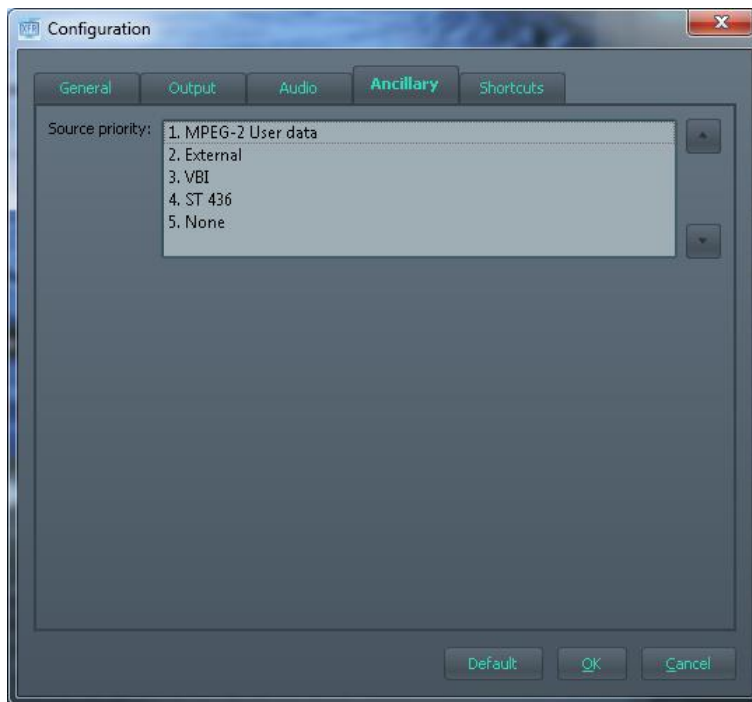 Configuration
General Output Audio Ancillary Shortcuts
Source priority:
1. MPEG-2 User data
2. External
3. VBI
4. ST 436
5. None
Default OK Cancel